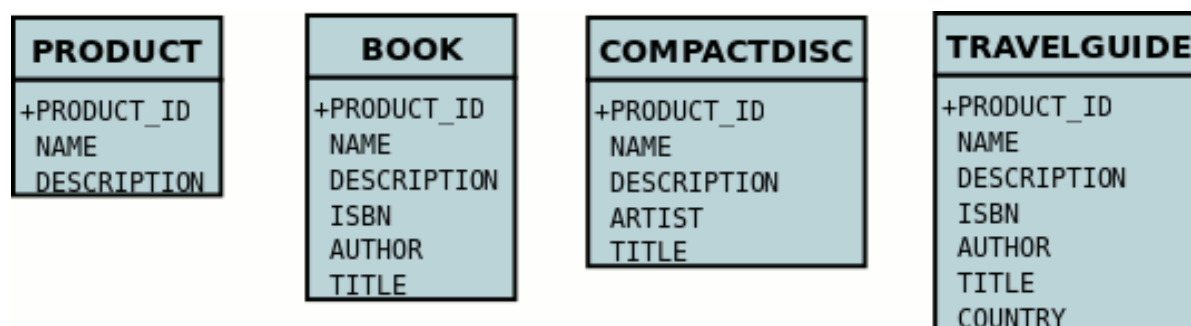 PRODUCT
+PRODUCT_ID
NAME
DESCRIPTION
BOOK
+PRODUCT_ID
NAME
DESCRIPTION
ISBN
AUTHOR
TITLE
COMPACTDISC
+PRODUCT_ID
NAME
DESCRIPTION
ARTIST
TITLE
TRAVELGUIDE
+PRODUCT_ID
NAME
DESCRIPTION
ISBN
AUTHOR
TITLE
COUNTRY